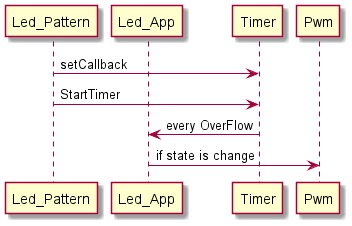 Led_Pattern Led_App Timer Pwm
setCallback
StartTimer
every OverFlow
if state is change
Led_Pattern Led_App Timer Pwm